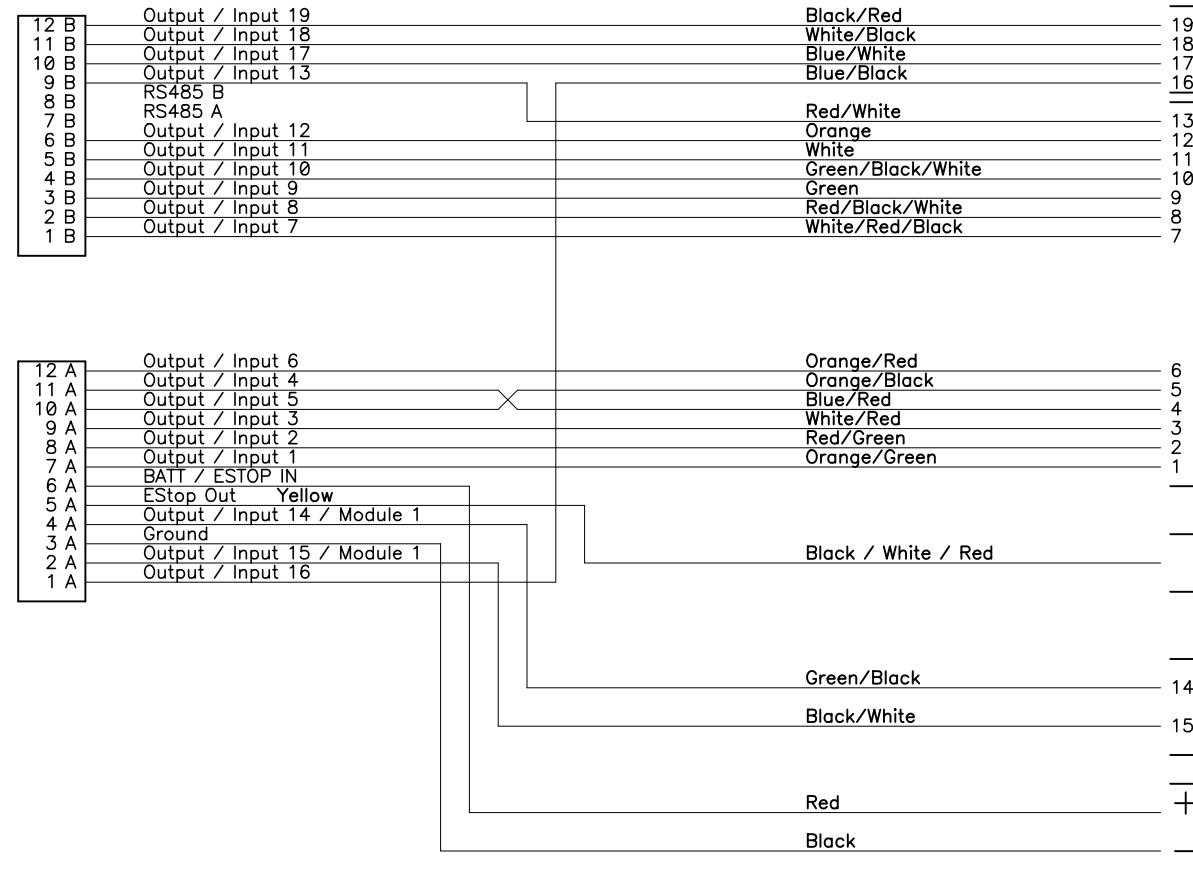 12 B Output / Input 19 Black/Red 19
11 B Output / Input 18 White/Black 18
10 B Output / Input 17 Blue/White 17
9 B Output / Input 13 Blue/Black 16
8 B RS485 B
7 B RS485 A Red/White 13
6 B Output / Input 12 Orange 12
5 B Output / Input 11 White 11
4 B Output / Input 10 Green/Black/White 10
3 B Output / Input 9 Green 9
2 B Output / Input 8 Red/Black/White 8
1 B Output / Input 7 White/Red/Black 7
12 A Output / Input 6 Orange/Red 6
11 A Output / Input 4 Orange/Black 5
10 A Output / Input 5 Blue/Red 4
9 A Output / Input 3 White/Red 3
8 A Output / Input 2 Red/Green 2
7 A Output / Input 1 Orange/Green 1
6 A BATT / ESTOP IN
5 A EStop Out Yellow
4 A Output / Input 14 / Module 1
3 A Ground
2 A Output / Input 15 / Module 1 Black / White / Red
1 A Output / Input 16
Green/Black 14
Black/White 15
Red +
Black –